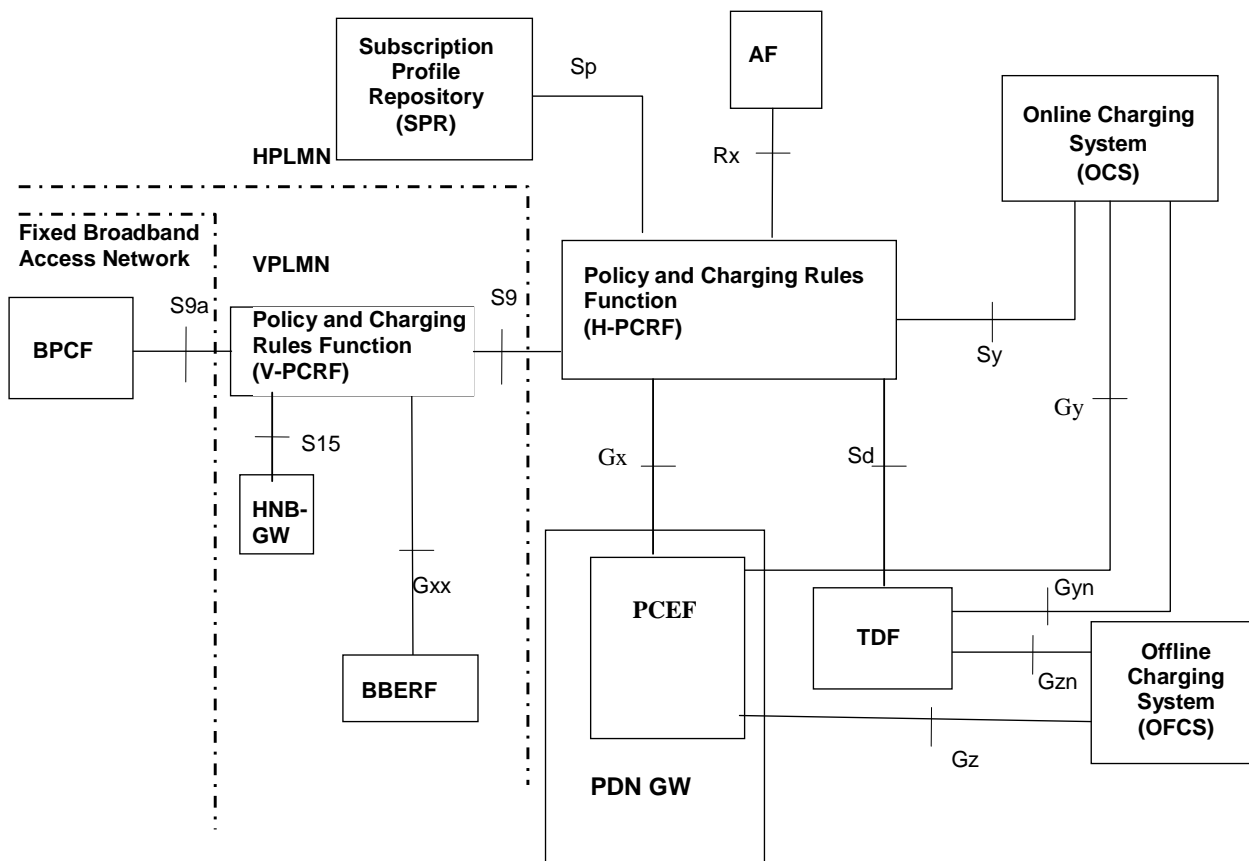 Subscription
Profile
Repository
(SPR)
Sp
AF
Rx
Online Charging
System
(OCS)
HPLMN
Fixed Broadband
Access Network
VPLMN
S9a
S9
BPCF
Policy and Charging
Rules Function
(V-PCRF)
Policy and Charging Rules
Function
(H-PCRF)
Sy
Gy
S15
Gx
Sd
HNB-
GW
Gxx
PCEF
TDF
Gyn
Gzn
Offline
Charging
System
(OFCS)
BBERF
Gz
PDN GW